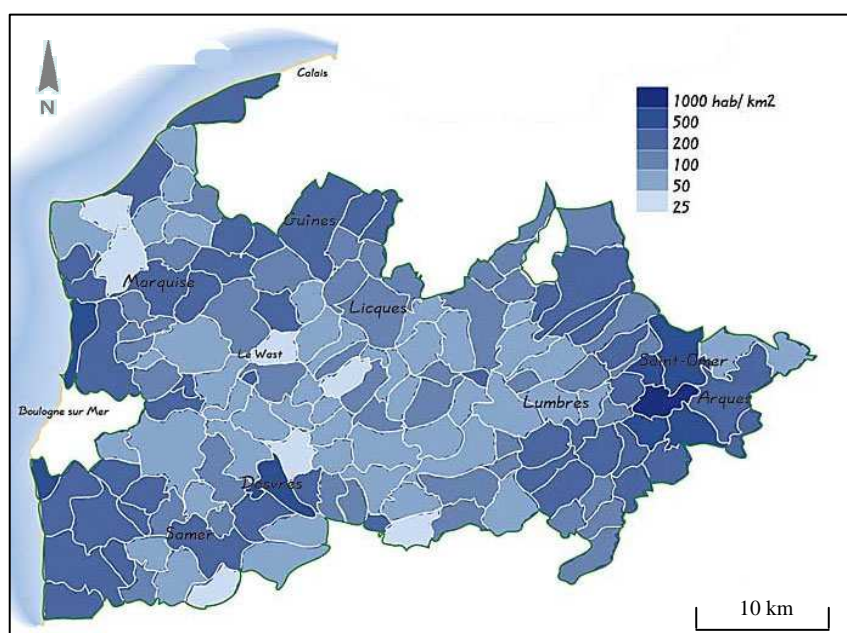 Calais
N
1000 hab/ km2
500
200
100
50
25
Guînes
Marquise
Licques
Le Wast
Saint-Omer
Boulogne sur Mer
Lumbres
Arques
Desvres
Samer
10 km